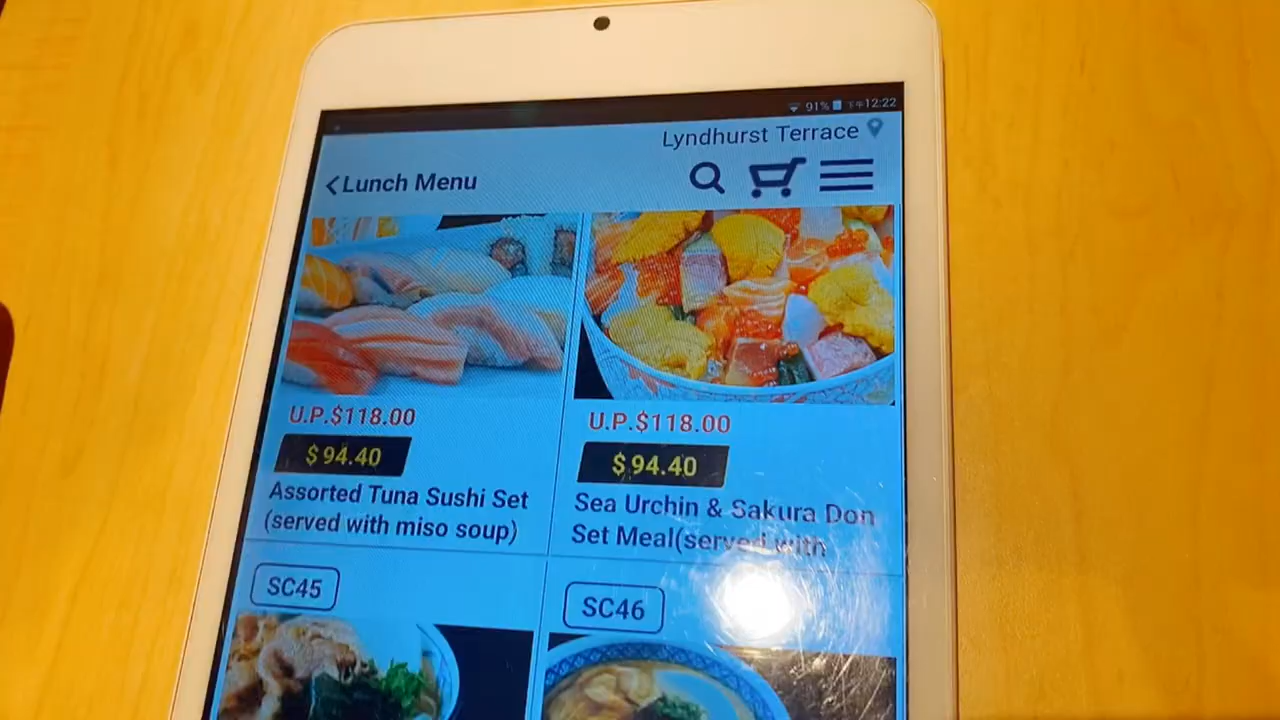 91% 下午12:22
Lyndhurst Terrace
Lunch Menu
U.P.$118.00
$94.40
Assorted Tuna Sushi Set
(served with miso soup)
U.P.$118.00
$94.40
Sea Urchin & Sakura Don
Set Meal(served with
SC45
SC46